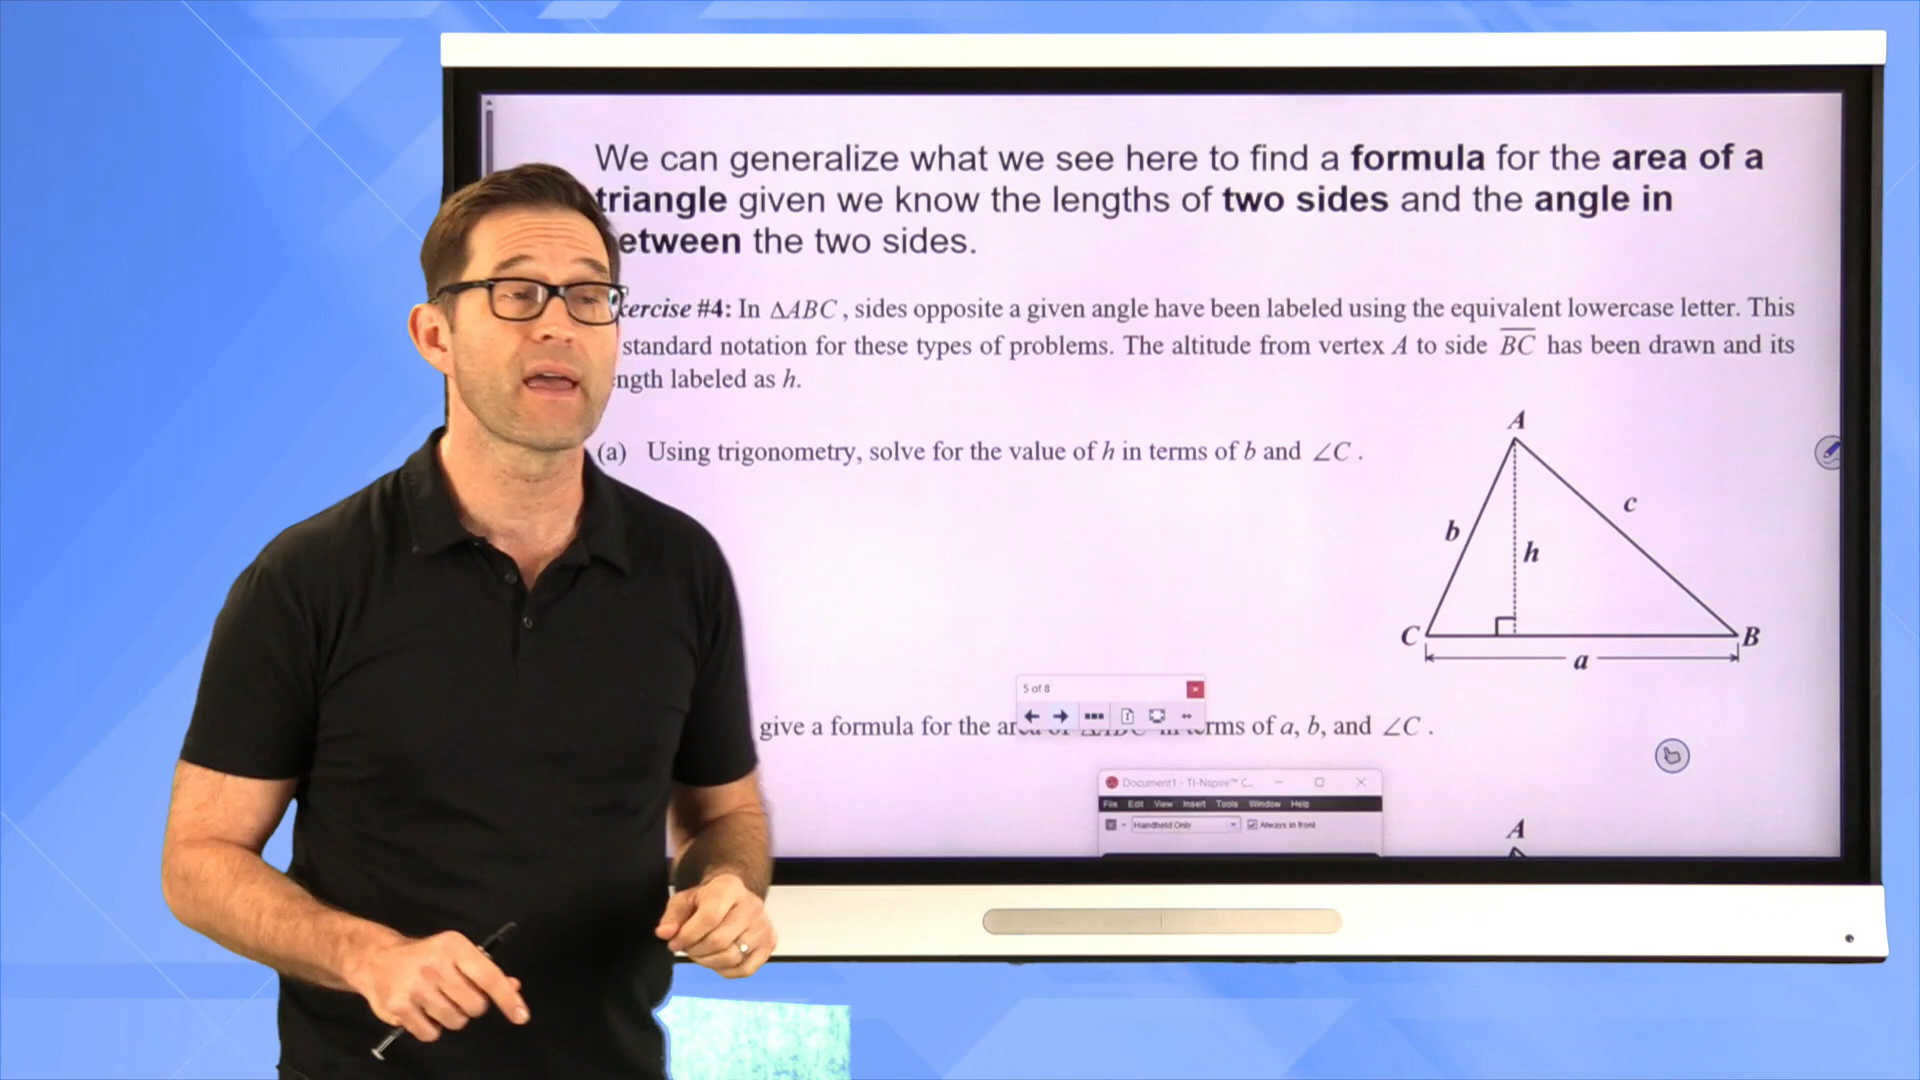 We can generalize what we see here to find a formula for the area of a
triangle given we know the lengths of two sides and the angle in
etween the two sides.
ercise #4: In △ABC, sides opposite a given angle have been labeled using the equivalent lowercase letter. This
standard notation for these types of problems. The altitude from vertex A to side B̅C̅ has been drawn and its
ngth labeled as h.
(a) Using trigonometry, solve for the value of h in terms of b and ∠C.
A
c
b
h
C
B
a
5 of 8
give a formula for the ar rms of a, b, and ∠C.
Document1 - TI-Nspire™ C...
File Edit View Insert Tools Window Help
Handheld Only Always in front
A